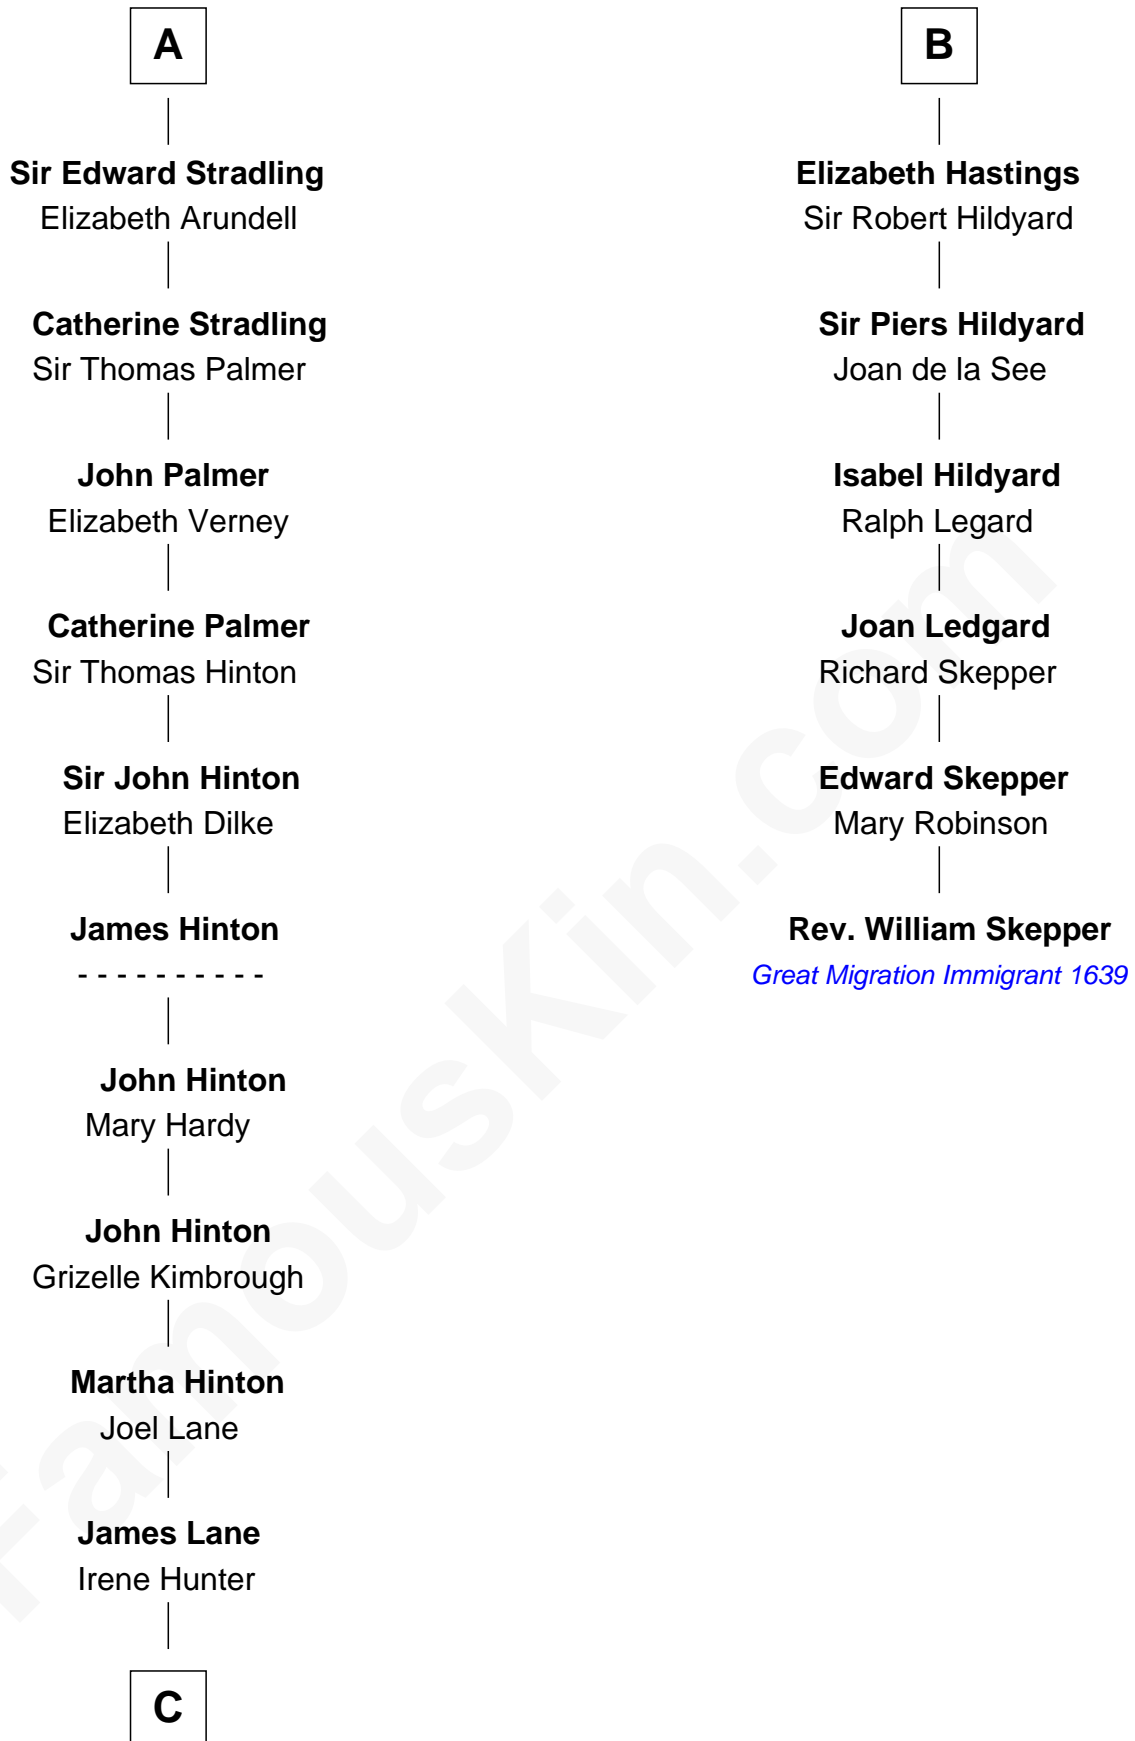 A
Sir Edward Stradling
Elizabeth Arundell
Catherine Stradling
Sir Thomas Palmer
John Palmer
Elizabeth Verney
Catherine Palmer
Sir Thomas Hinton
Sir John Hinton
Elizabeth Dilke
James Hinton
- - - - - - - - - -
John Hinton
Mary Hardy
John Hinton
Grizelle Kimbrough
Martha Hinton
Joel Lane
James Lane
Irene Hunter
C
B
Elizabeth Hastings
Sir Robert Hildyard
Sir Piers Hildyard
Joan de la See
Isabel Hildyard
Ralph Legard
Joan Ledgard
Richard Skepper
Edward Skepper
Mary Robinson
Rev. William Skepper
Great Migration Immigrant 1639
FamousKin.com